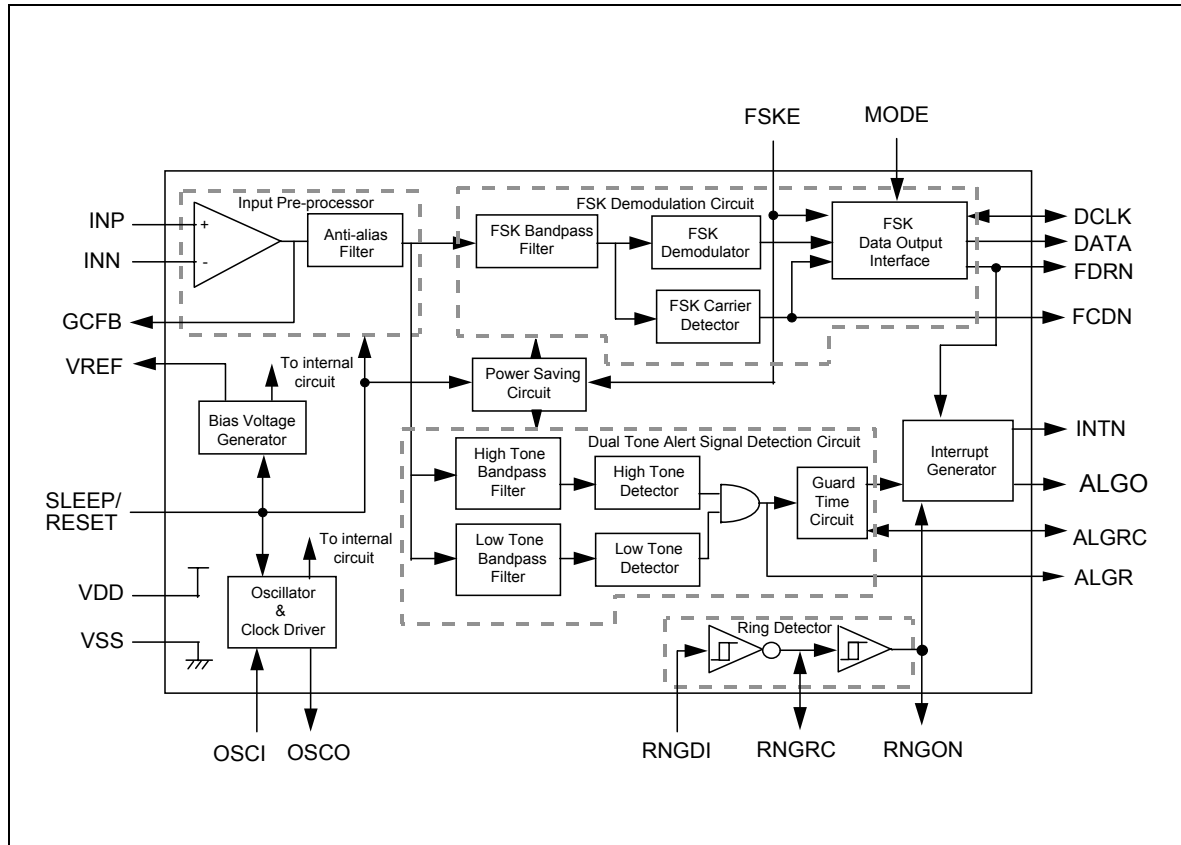 FSKE
MODE
Input Pre-processor
FSK Demodulation Circuit
INP
+
INN
-
Anti-alias
Filter
FSK Bandpass
Filter
FSK
Demodulator
FSK
Data Output
Interface
DCLK
DATA
FDRN
GCFB
FSK Carrier
Detector
FCDN
VREF
To internal
circuit
Power Saving
Circuit
Bias Voltage
Generator
Dual Tone Alert Signal Detection Circuit
High Tone
Bandpass
Filter
High Tone
Detector
Guard
Time
Circuit
Interrupt
Generator
INTN
ALGO
SLEEP/
RESET
To internal
circuit
Low Tone
Bandpass
Filter
Low Tone
Detector
ALGRC
ALGR
VDD
VSS
Oscillator
&
Clock Driver
Ring Detector
OSCI
OSCO
RNGDI
RNGRC
RNGON